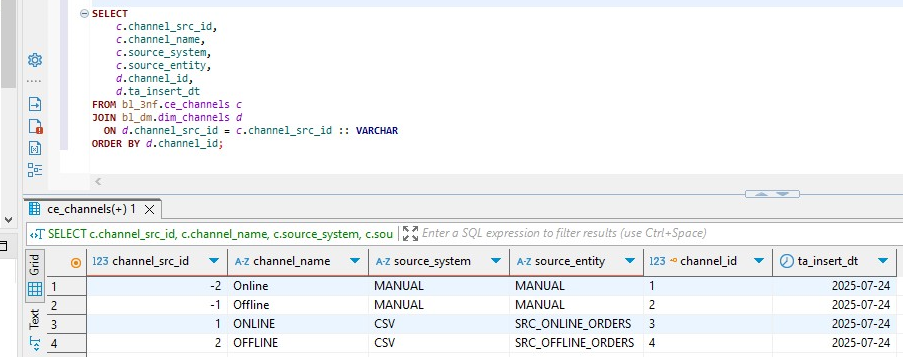 SELECT
c.channel_src_id,
c.channel_name,
c.source_system,
c.source_entity,
d.channel_id,
d.ta_insert_dt
FROM bl_3nf.ce_channels c
JOIN bl_dm.dim_channels d
ON d.channel_src_id = c.channel_src_id :: VARCHAR
ORDER BY d.channel_id;
ce_channels(+) 1
SELECT c.channel_src_id, c.channel_name, c.source_system, c.sou
Enter a SQL expression to filter results (use Ctrl+Space)
Grid
Text
123 channel_src_id A-Z channel_name A-Z source_system A-Z source_entity 123 channel_id ta_insert_dt
1 -2 Online MANUAL MANUAL 1 2025-07-24
2 -1 Offline MANUAL MANUAL 2 2025-07-24
3 1 ONLINE CSV SRC_ONLINE_ORDERS 3 2025-07-24
4 2 OFFLINE CSV SRC_OFFLINE_ORDERS 4 2025-07-24